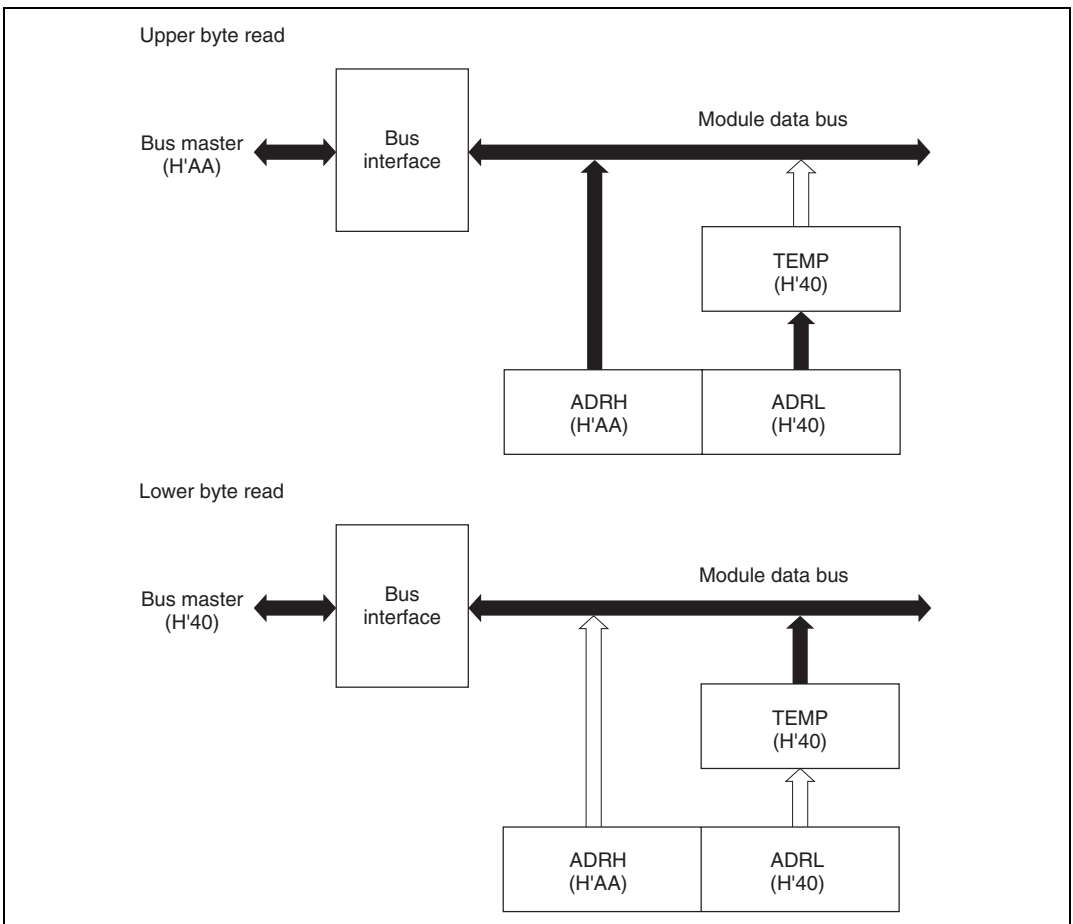 Upper byte read
Bus master
(H'AA)
Bus
interface
Module data bus
TEMP
(H'40)
ADRH
(H'AA)
ADRL
(H'40)
Lower byte read
Bus master
(H'40)
Bus
interface
Module data bus
TEMP
(H'40)
ADRH
(H'AA)
ADRL
(H'40)